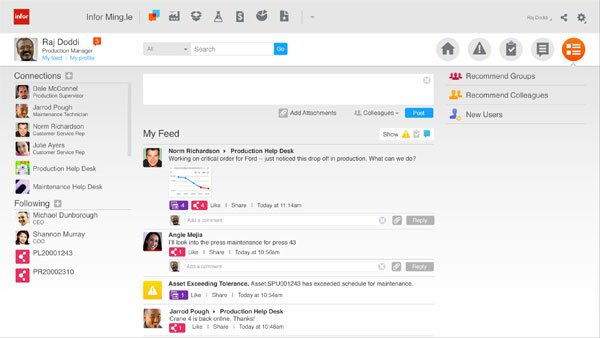 infor
Infor Ming.le
Raj Doddi
Raj Doddi
3
Production Manager
My feed | My profile
All
Search
Go
Connections
Dele McConnel
Production Supervisor
Jarrod Pough
Maintenance Technician
Norm Richardson
Customer Service Rep
Julie Ayers
Customer Service Rep
Production Help Desk
Maintenance Help Desk
Following
Michael Dunborough
CEO
Shannon Murray
COO
PL20001243
PR20002310
Add Attachments
Colleagues
Post
My Feed
Show
Norm Richardson ▸ Production Help Desk
Working on critical order for Ford -- just noticed this drop off in production. What can we do?
4 4 Like | Share | Today at 11:14am
Add a comment
Reply
Angie Mejia
I'll look into the press maintenance for press 43
1 Like | Share | Today at 10:56am
Add a comment
Reply
Asset Exceeding Tolerance. Asset:SPU001243 has exceeded schedule for maintenance.
1 Like | Share | Today at 10:54am
Jarrod Pough ▸ Production Help Desk
Crane 4 is back online. Thanks!
1 Like | Share | Today at 10:48am
Recommend Groups
Recommend Colleagues
New Users